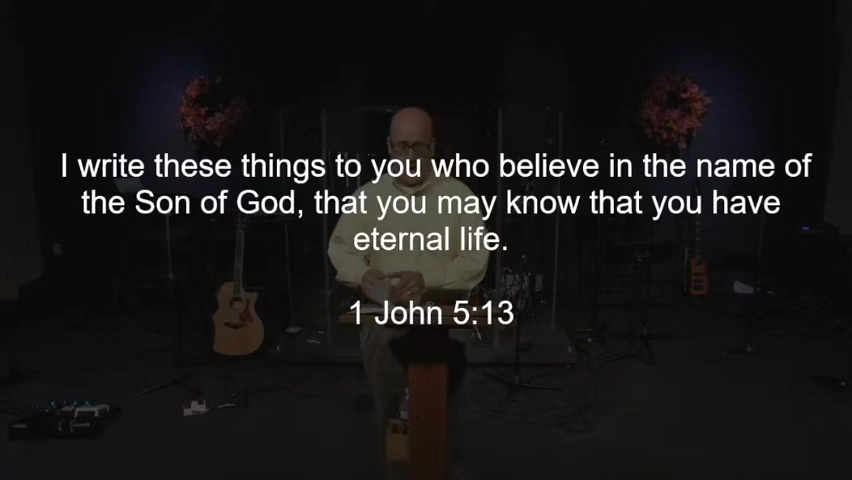 I write these things to you who believe in the name of
the Son of God, that you may know that you have
eternal life.
1 John 5:13